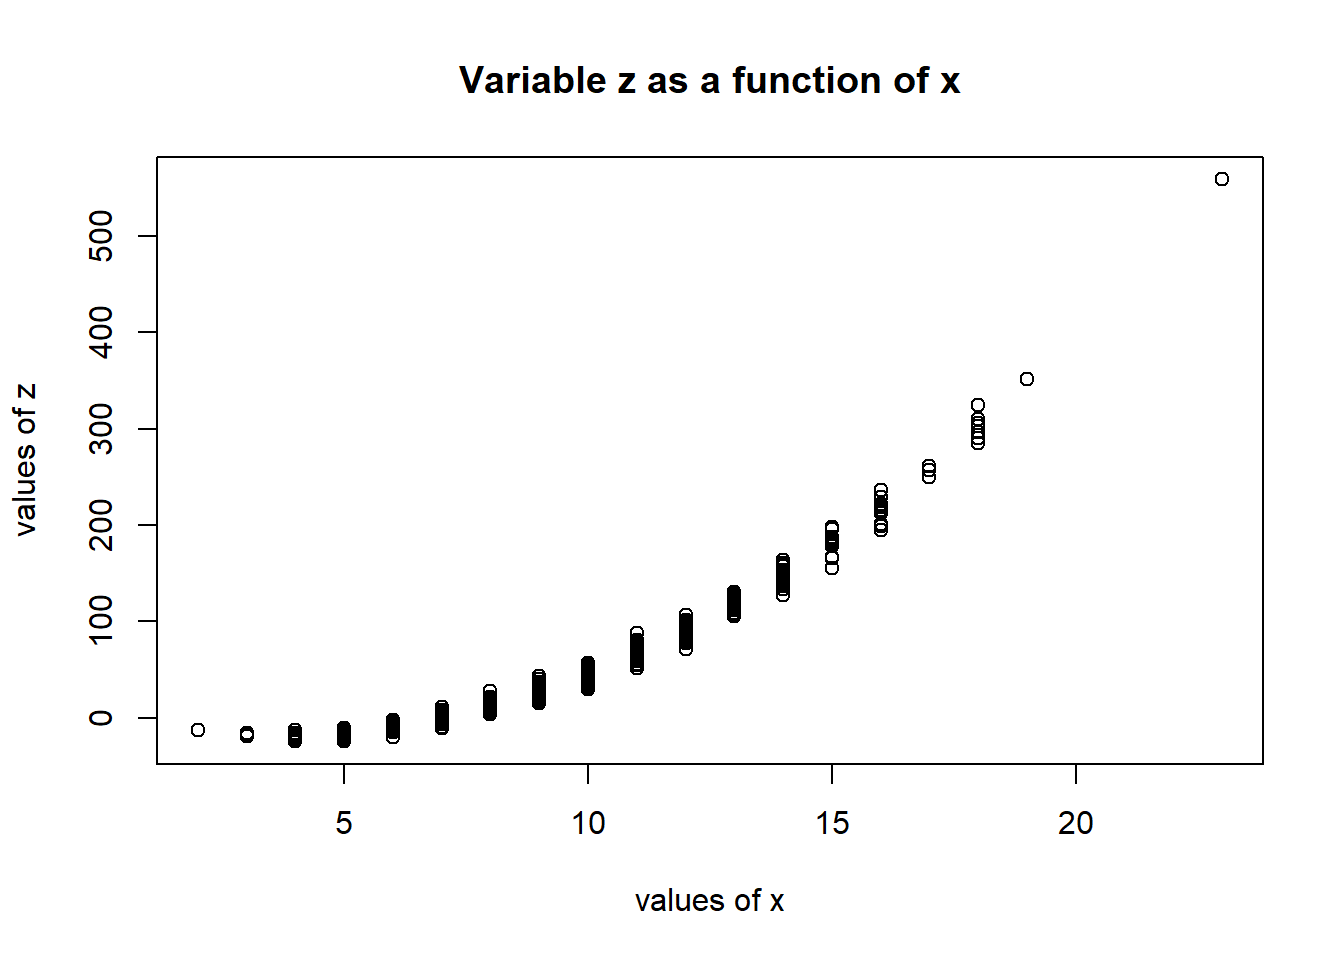 Variable z as a function of x
values of z
500
400
300
200
100
0
5 10 15 20
values of x